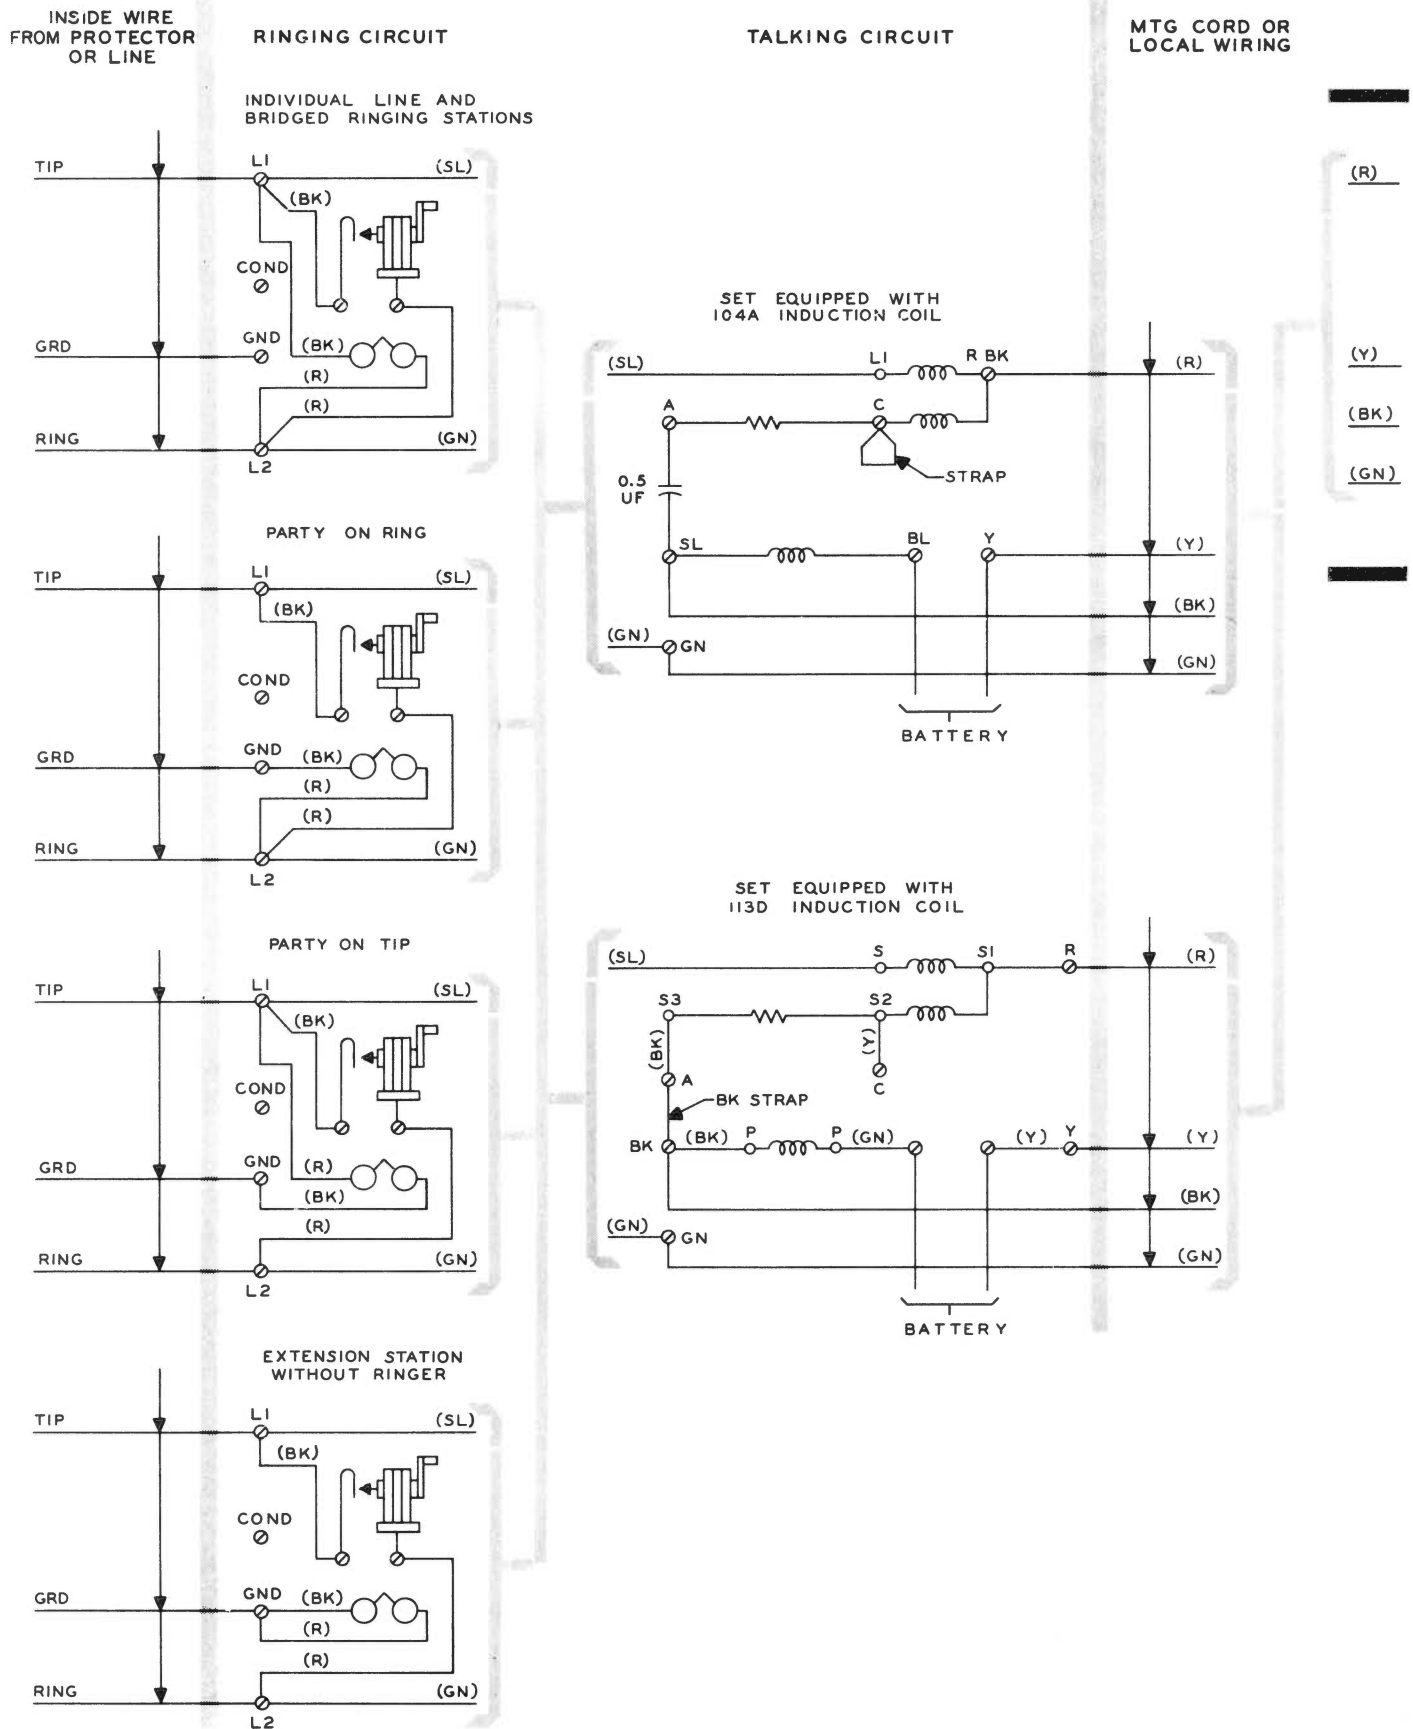 INSIDE WIRE
FROM PROTECTOR
OR LINE
RINGING CIRCUIT
TALKING CIRCUIT
MTG CORD OR
LOCAL WIRING
INDIVIDUAL LINE AND
BRIDGED RINGING STATIONS
TIP
L1
(SL)
(BK)
COND
GRD
GND
(BK)
(R)
(R)
RING
(GN)
L2
PARTY ON RING
TIP
L1
(SL)
(BK)
COND
GRD
GND
(BK)
(R)
(R)
RING
(GN)
L2
PARTY ON TIP
TIP
L1
(SL)
(BK)
COND
GRD
GND
(R)
(BK)
(R)
RING
(GN)
L2
EXTENSION STATION
WITHOUT RINGER
TIP
L1
(SL)
(BK)
COND
GRD
GND
(BK)
(R)
(R)
RING
(GN)
L2
SET EQUIPPED WITH
104A INDUCTION COIL
(SL)
L1
R BK
(R)
A
C
STRAP
0.5
UF
SL
BL
Y
(Y)
(BK)
(GN)
GN
(GN)
BATTERY
SET EQUIPPED WITH
113D INDUCTION COIL
(SL)
S
S1
R
(R)
S3
S2
(BK)
(Y)
A
C
BK STRAP
BK
(BK)
P
P
(GN)
(Y)
Y
(Y)
(BK)
(GN)
GN
(GN)
BATTERY
(R)
(Y)
(BK)
(GN)